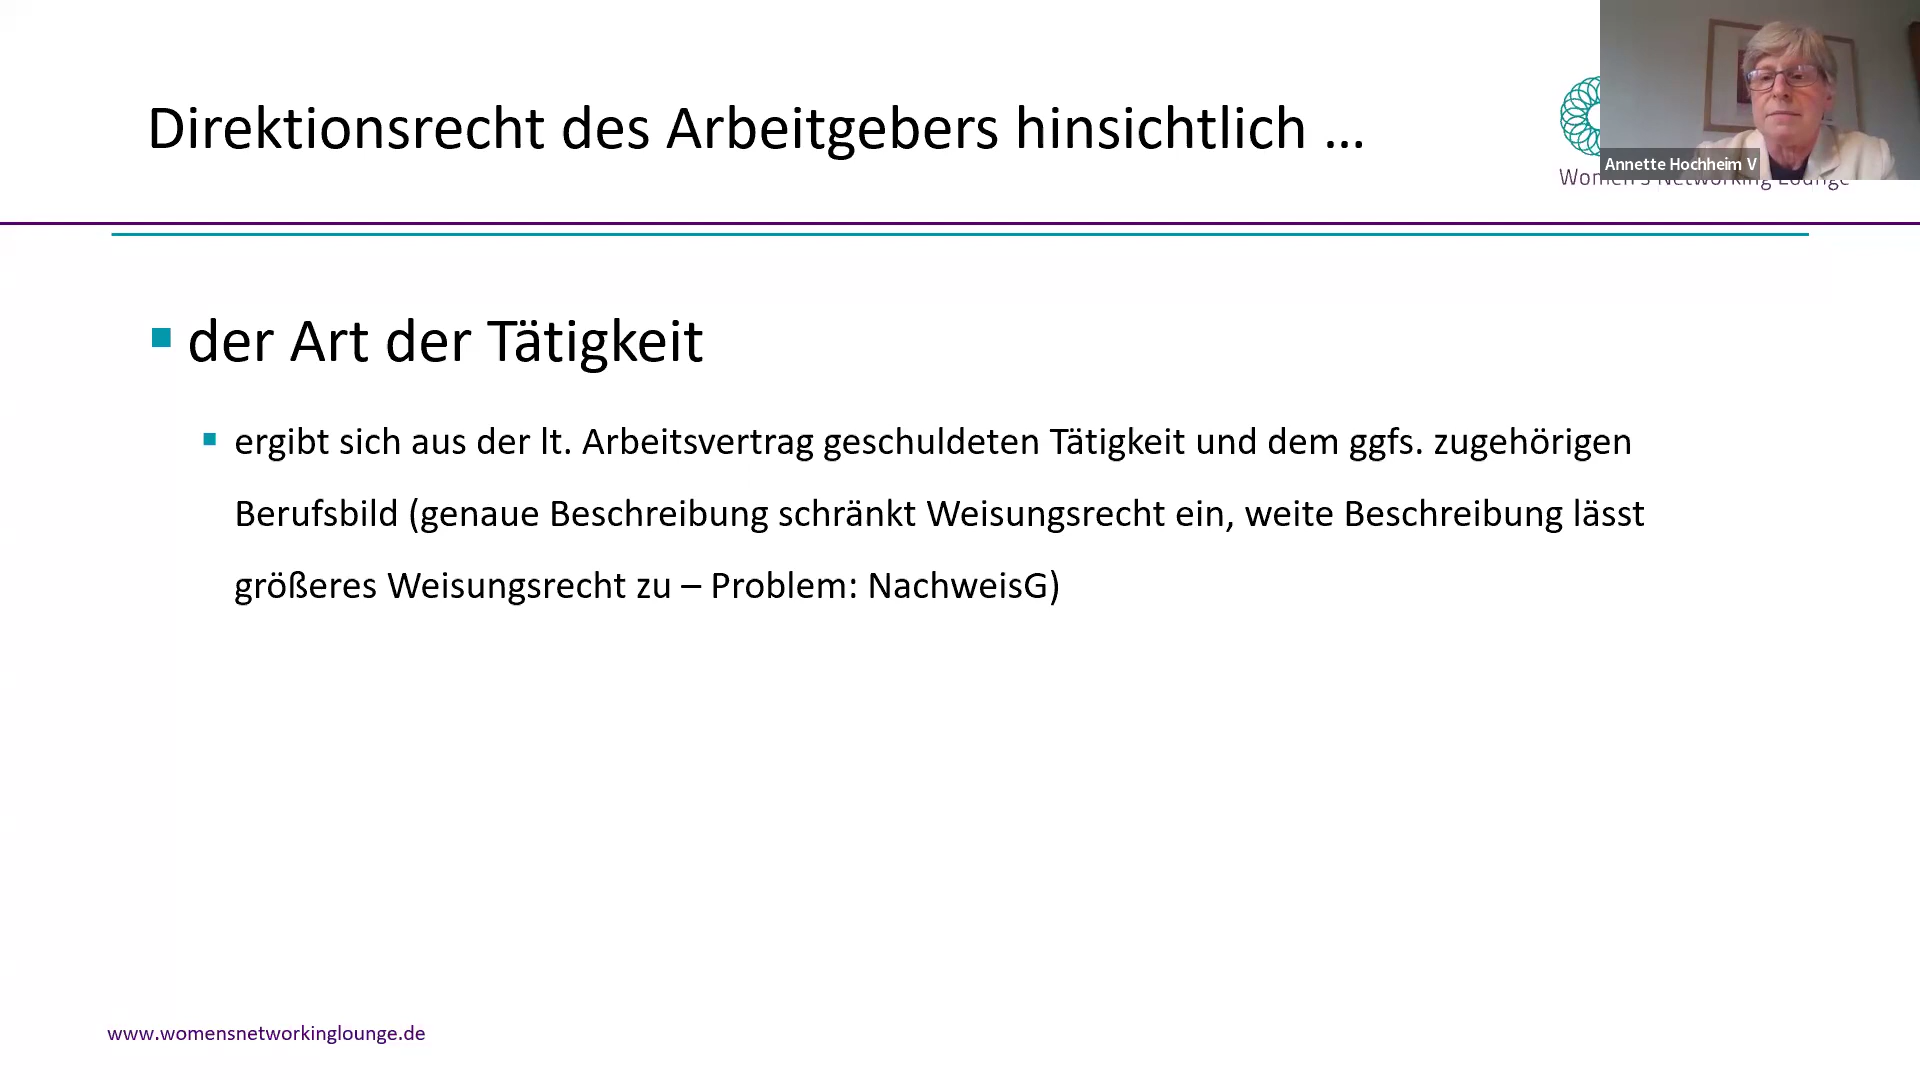 Direktionsrecht des Arbeitgebers hinsichtlich ...
Annette Hochheim V
Women's Networking Lounge
der Art der Tätigkeit
ergibt sich aus der lt. Arbeitsvertrag geschuldeten Tätigkeit und dem ggfs. zugehörigen
Berufsbild (genaue Beschreibung schränkt Weisungsrecht ein, weite Beschreibung lässt
größeres Weisungsrecht zu – Problem: NachweisG)
www.womensnetworkinglounge.de